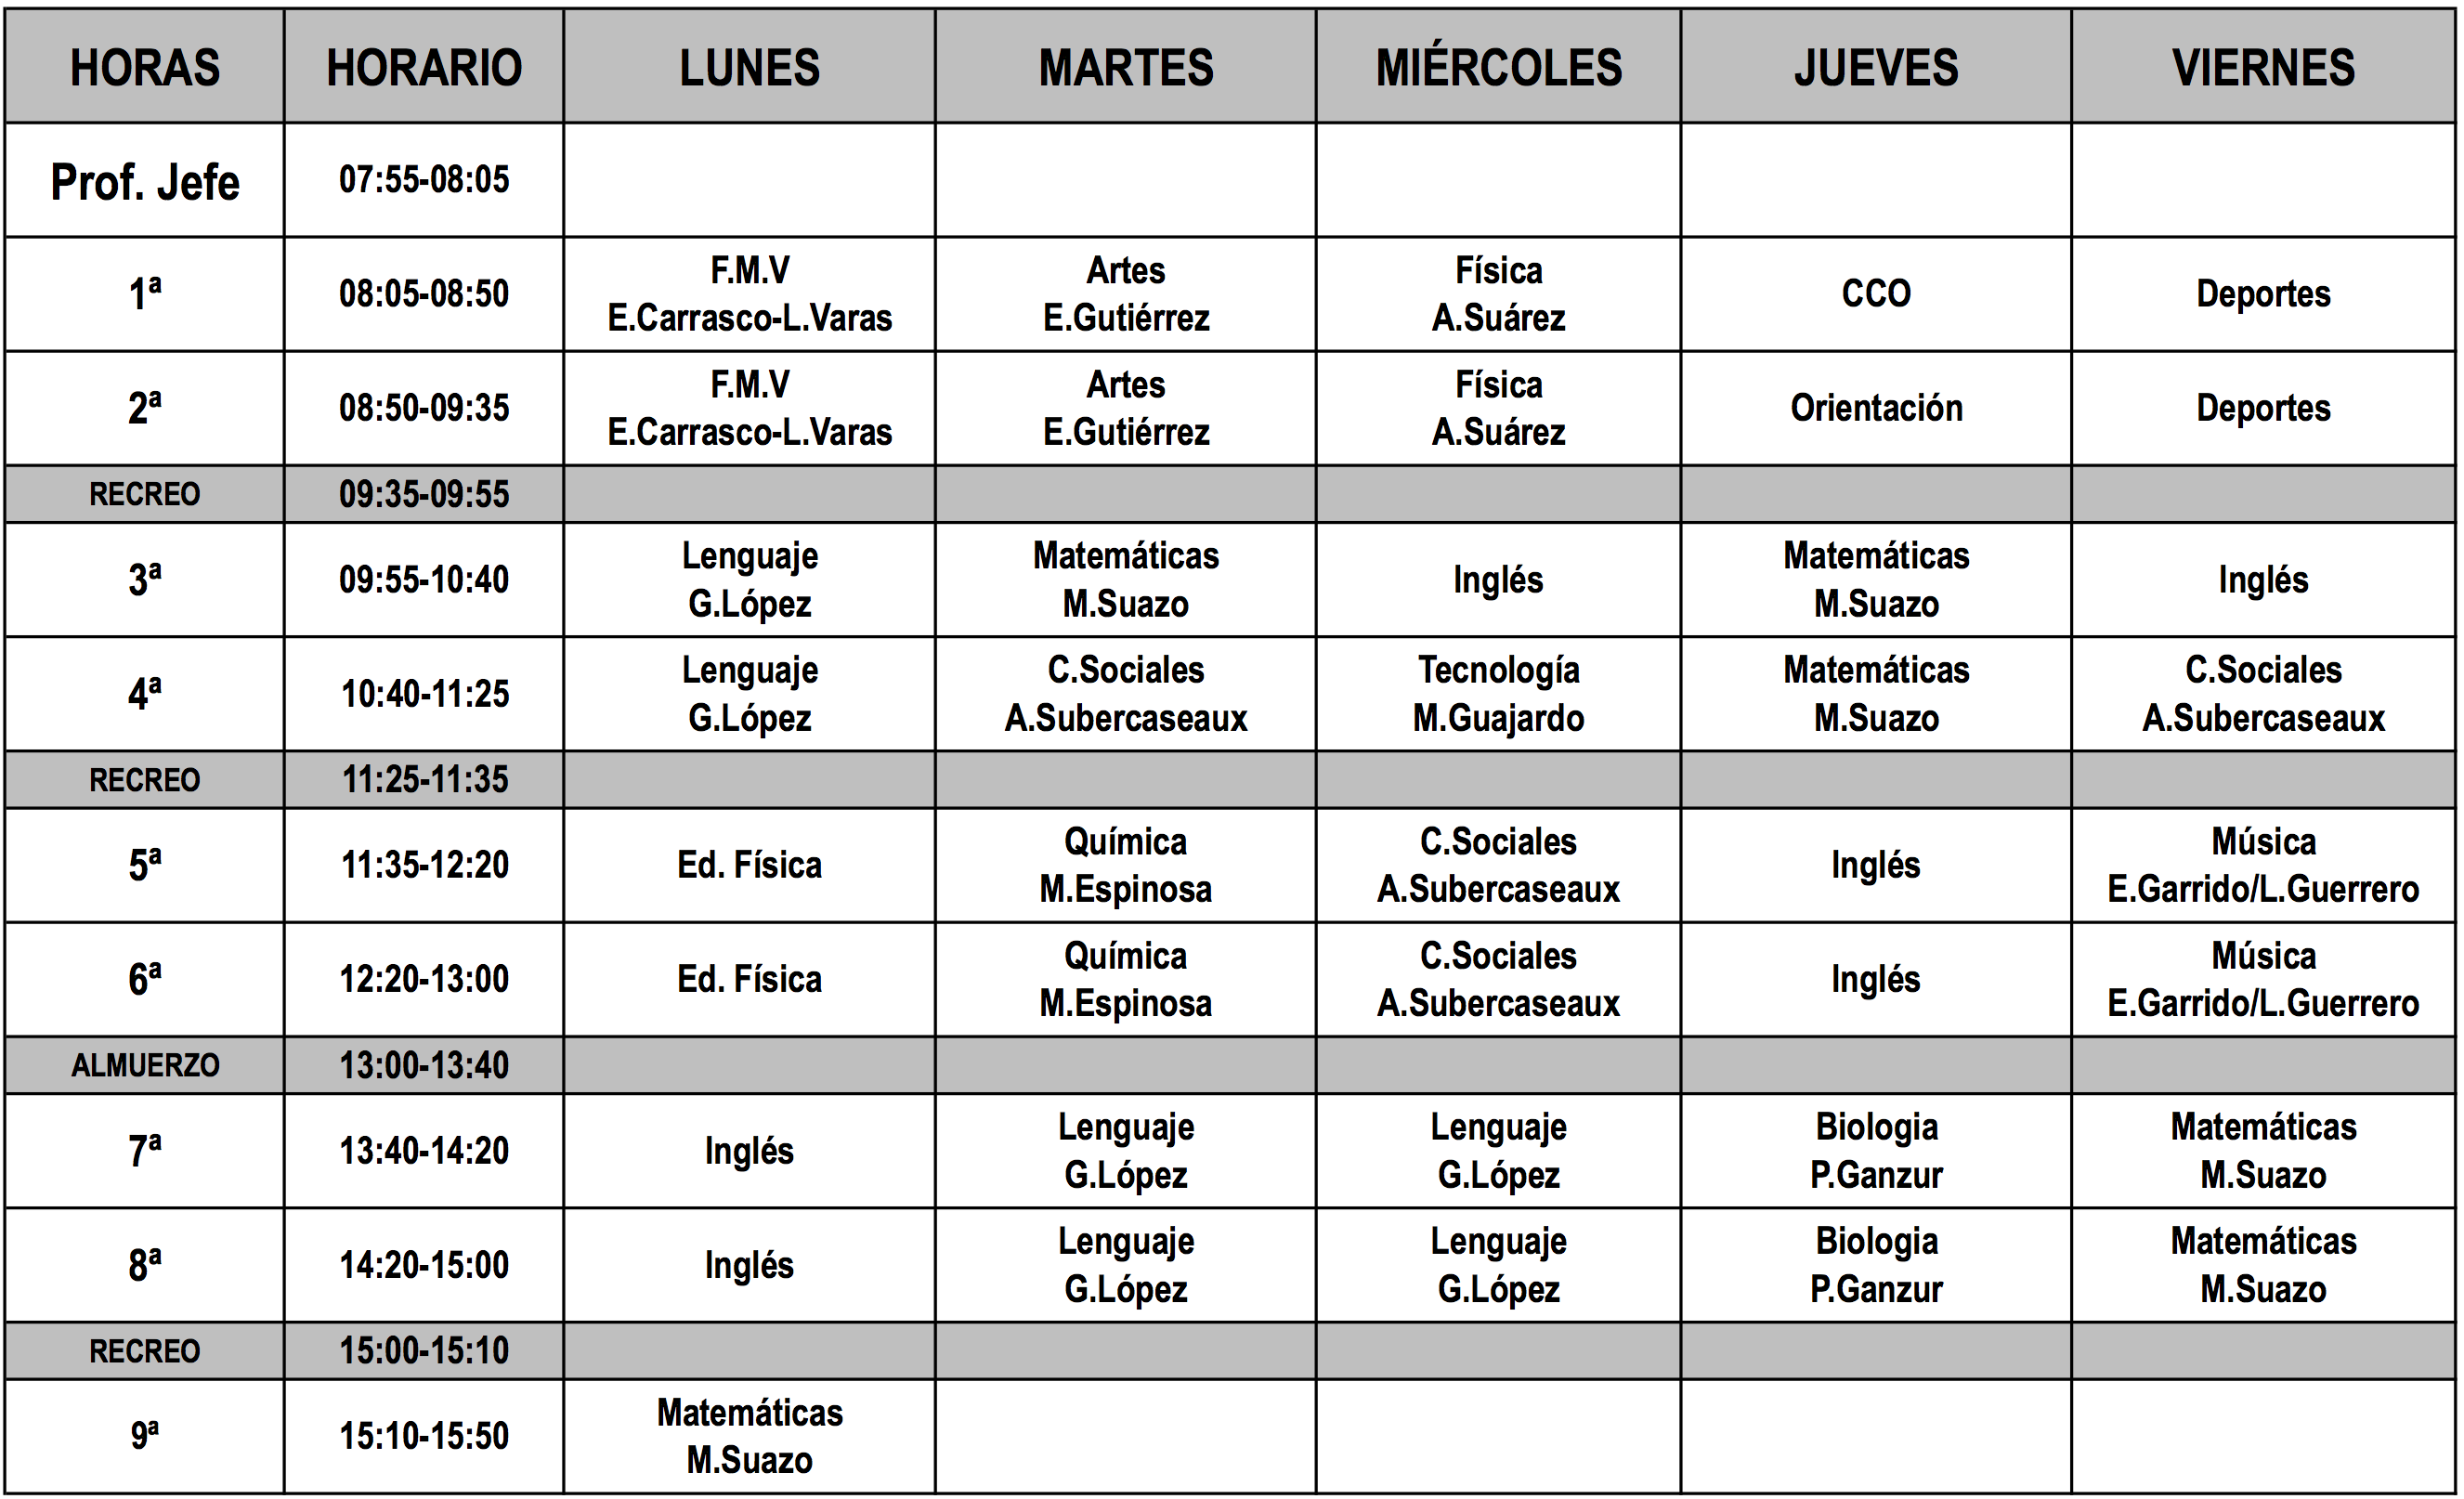 HORAS HORARIO LUNES MARTES MIÉRCOLES JUEVES VIERNES
Prof. Jefe 07:55-08:05
1ª 08:05-08:50 F.M.V Artes Física CCO Deportes
E.Carrasco-L.Varas E.Gutiérrez A.Suárez
2ª 08:50-09:35 F.M.V Artes Física Orientación Deportes
E.Carrasco-L.Varas E.Gutiérrez A.Suárez
RECREO 09:35-09:55
3ª 09:55-10:40 Lenguaje Matemáticas Inglés Matemáticas Inglés
G.López M.Suazo M.Suazo
4ª 10:40-11:25 Lenguaje C.Sociales Tecnología Matemáticas C.Sociales
G.López A.Subercaseaux M.Guajardo M.Suazo A.Subercaseaux
RECREO 11:25-11:35
5ª 11:35-12:20 Ed. Física Química C.Sociales Inglés Música
M.Espinosa A.Subercaseaux E.Garrido/L.Guerrero
6ª 12:20-13:00 Ed. Física Química C.Sociales Inglés Música
M.Espinosa A.Subercaseaux E.Garrido/L.Guerrero
ALMUERZO 13:00-13:40
7ª 13:40-14:20 Inglés Lenguaje Lenguaje Biologia Matemáticas
G.López G.López P.Ganzur M.Suazo
8ª 14:20-15:00 Inglés Lenguaje Lenguaje Biologia Matemáticas
G.López G.López P.Ganzur M.Suazo
RECREO 15:00-15:10
9ª 15:10-15:50 Matemáticas
M.Suazo